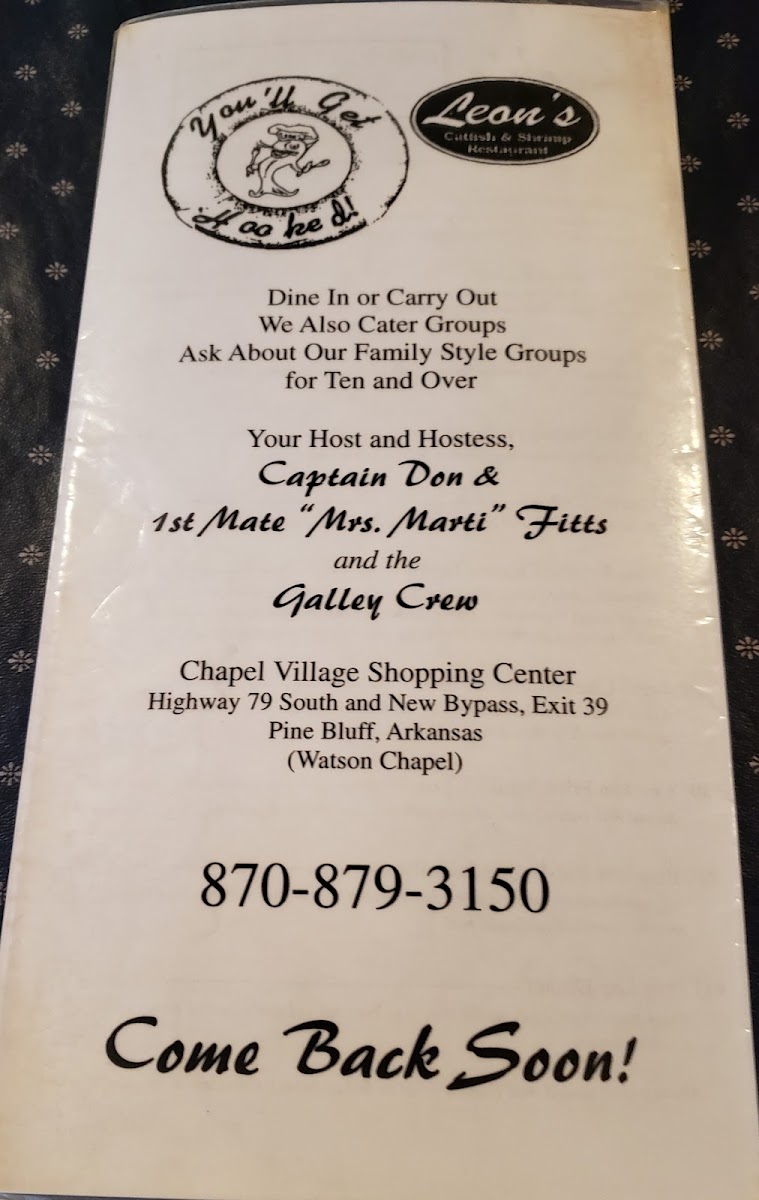 You'll Get
Hooked!
Leon's
Catfish & Shrimp
Restaurant
Dine In or Carry Out
We Also Cater Groups
Ask About Our Family Style Groups
for Ten and Over
Your Host and Hostess,
Captain Don &
1st Mate “Mrs. Marti” Fitts
and the
Galley Crew
Chapel Village Shopping Center
Highway 79 South and New Bypass, Exit 39
Pine Bluff, Arkansas
(Watson Chapel)
870-879-3150
Come Back Soon!